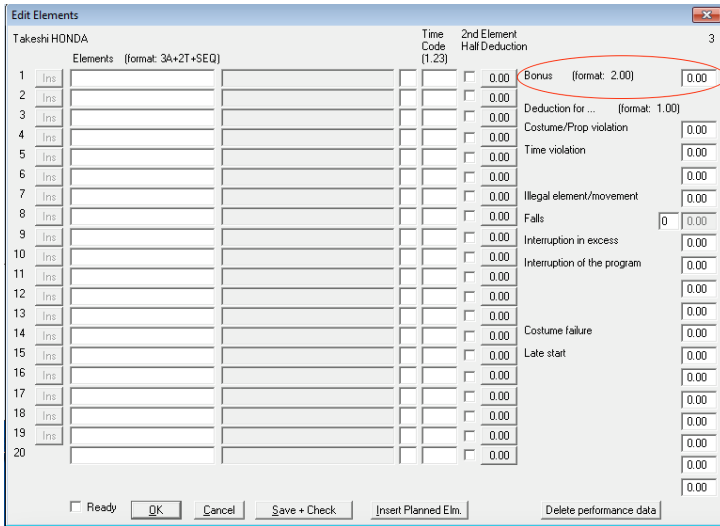 Edit Elements
Takeshi HONDA Time Code (1.23) 2nd Element Half Deduction 3
Elements (format: 3A+2T+SEQ)
1 Ins 0.00 Bonus (format: 2.00) 0.00
2 Ins 0.00 Deduction for ... (format: 1.00)
3 Ins 0.00 Costume/Prop violation 0.00
4 Ins 0.00 Time violation 0.00
5 Ins 0.00
6 Ins 0.00 0.00
7 Ins 0.00 Illegal element/movement 0.00
8 Ins 0.00 Falls 0 0.00
9 Ins 0.00 Interruption in excess 0.00
10 Ins 0.00 Interruption of the program 0.00
11 Ins 0.00
12 Ins 0.00 0.00
13 Ins 0.00 0.00
14 Ins 0.00 Costume failure 0.00
15 Ins 0.00 Late start 0.00
16 Ins 0.00 0.00
17 Ins 0.00 0.00
18 Ins 0.00 0.00
19 Ins 0.00 0.00
20 0.00 0.00
0.00
Ready OK Cancel Save + Check Insert Planned Elm. Delete performance data